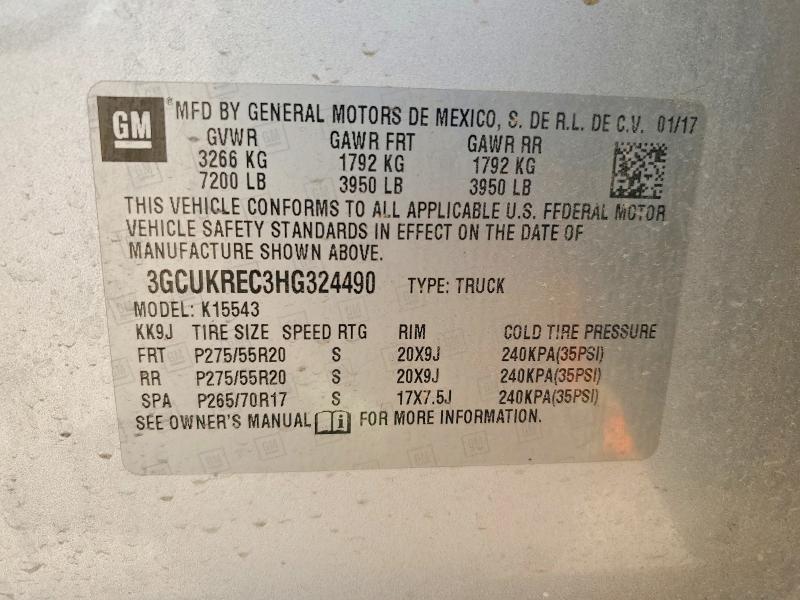 GM ® MFD BY GENERAL MOTORS DE MEXICO, S. DE R.L. DE C.V. 01/17
GVWR GAWR FRT GAWR RR
3266 KG 1792 KG 1792 KG
7200 LB 3950 LB 3950 LB
THIS VEHICLE CONFORMS TO ALL APPLICABLE U.S. FEDERAL MOTOR
VEHICLE SAFETY STANDARDS IN EFFECT ON THE DATE OF
MANUFACTURE SHOWN ABOVE.
3GCUKREC3HG324490 TYPE: TRUCK
MODEL: K15543
KK9J TIRE SIZE SPEED RTG RIM COLD TIRE PRESSURE
FRT P275/55R20 S 20X9J 240KPA(35PSI)
RR P275/55R20 S 20X9J 240KPA(35PSI)
SPA P265/70R17 S 17X7.5J 240KPA(35PSI)
SEE OWNER'S MANUAL i FOR MORE INFORMATION.